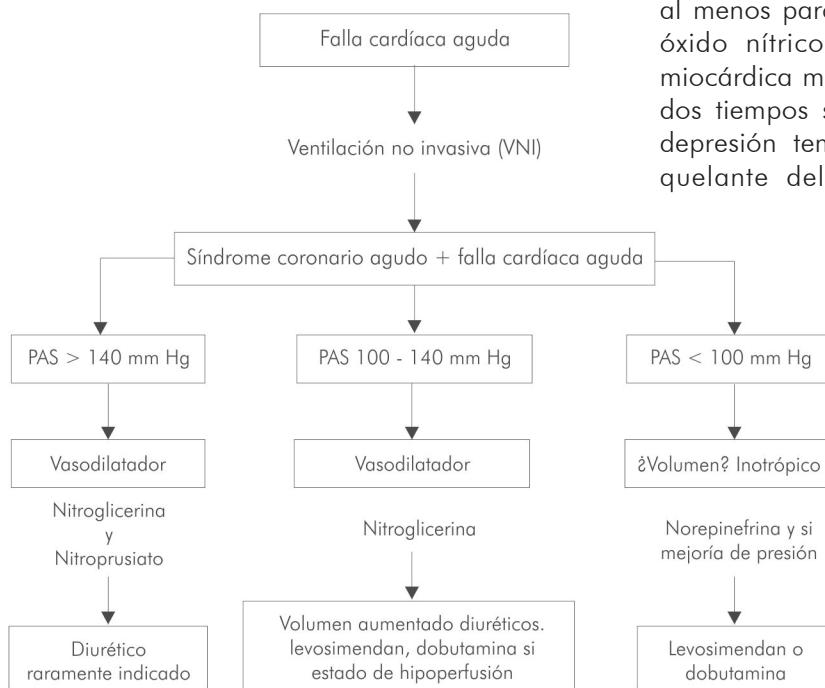 Falla cardíaca aguda
Ventilación no invasiva (VNI)
Síndrome coronario agudo + falla cardíaca aguda
PAS > 140 mm Hg
PAS 100 - 140 mm Hg
PAS < 100 mm Hg
Vasodilatador
Vasodilatador
¿Volumen? Inotrópico
Nitroglicerina
y
Nitroprusiato
Nitroglicerina
Norepinefrina y si
mejoría de presión
Diurético
raramente indicado
Volumen aumentado diuréticos.
levosimendan, dobutamina si
estado de hipoperfusión
Levosimendan o
dobutamina
al menos par
óxido nítrico
miocárdica m
dos tiempos s
depresión ten
quelante del